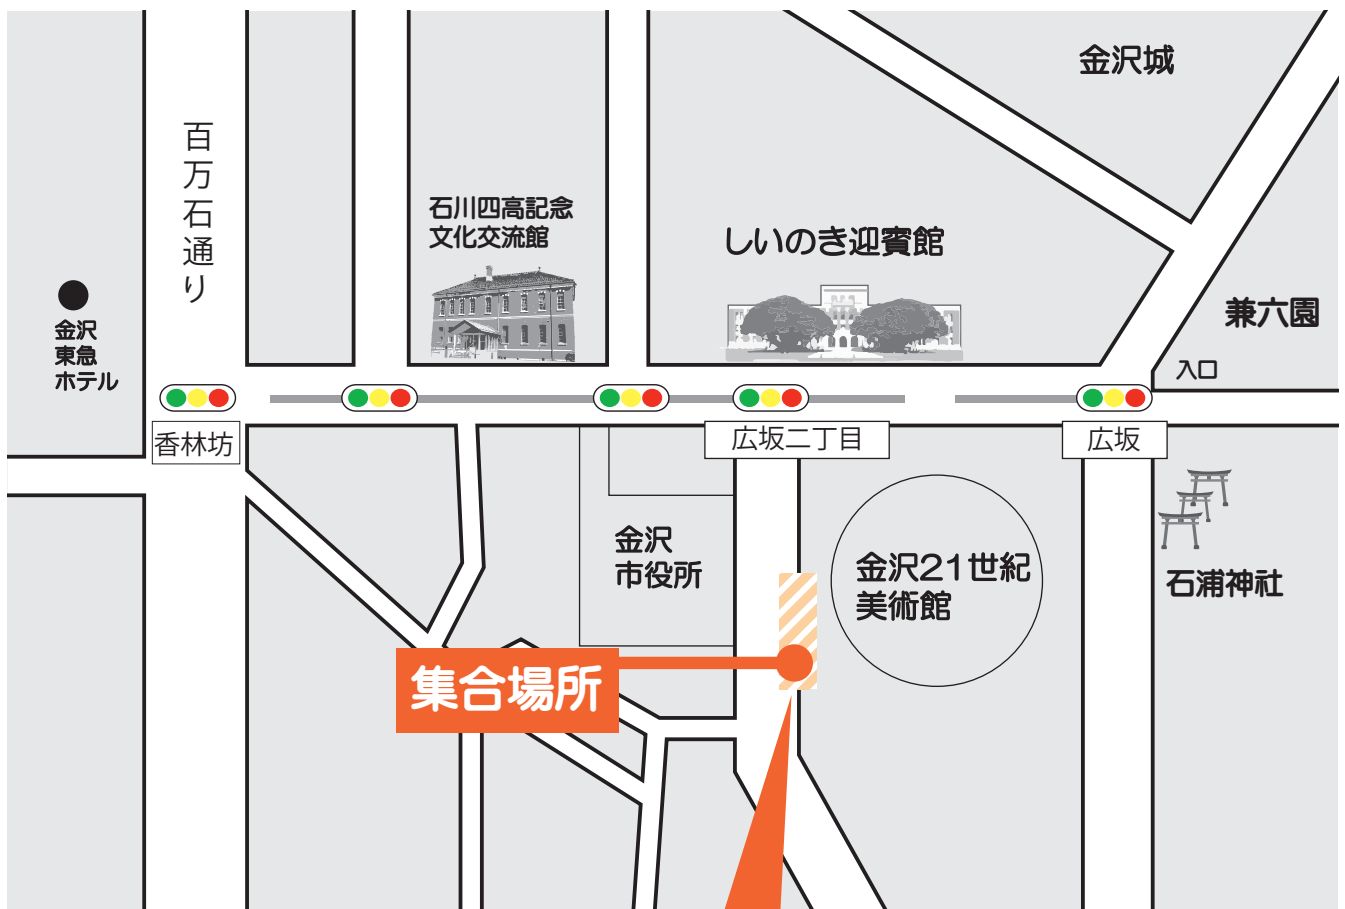 金沢城
百万石通り
石川四高記念
文化交流館
しいのき迎賓館
兼六園
入口
金沢
東急
ホテル
香林坊
広坂二丁目
広坂
金沢
市役所
金沢21世紀
美術館
石浦神社
集合場所